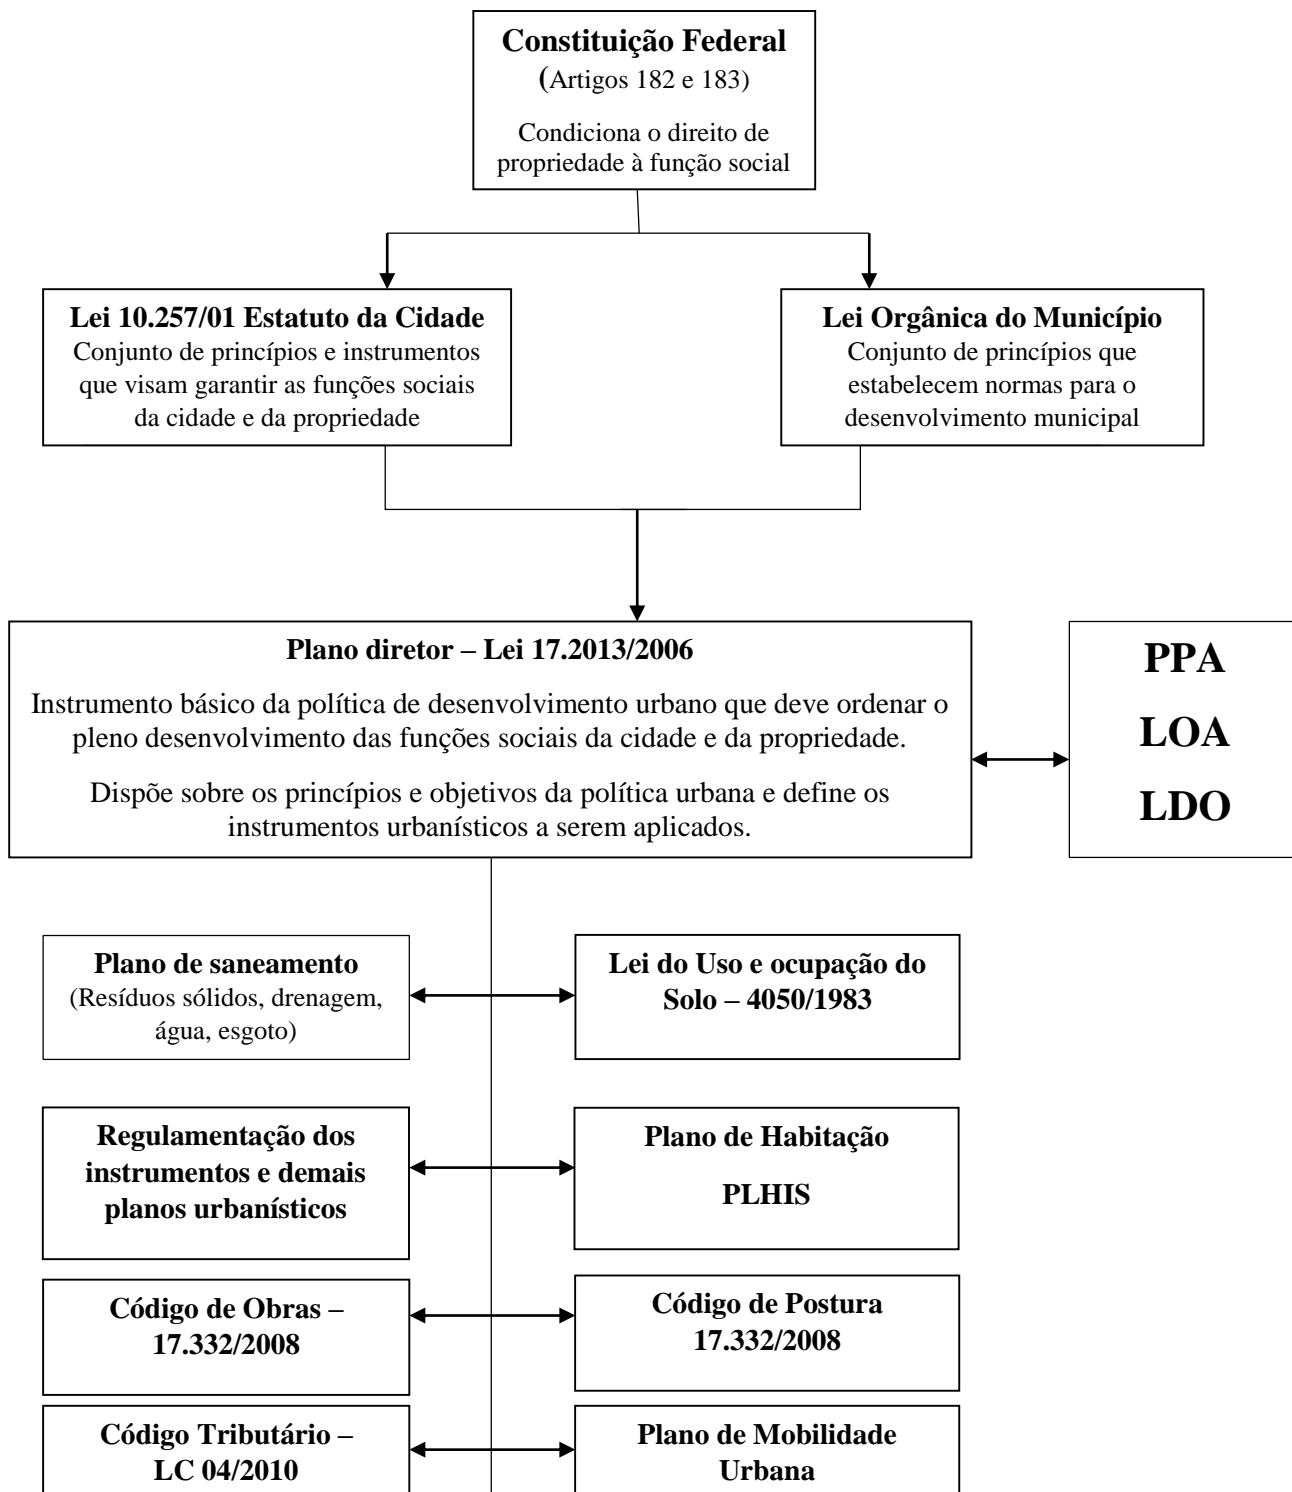 Constituição Federal
(Artigos 182 e 183)
Condiciona o direito de
propriedade à função social
Lei 10.257/01 Estatuto da Cidade
Conjunto de princípios e instrumentos
que visam garantir as funções sociais
da cidade e da propriedade
Lei Orgânica do Município
Conjunto de princípios que
estabelecem normas para o
desenvolvimento municipal
Plano diretor – Lei 17.2013/2006
Instrumento básico da política de desenvolvimento urbano que deve ordenar o
pleno desenvolvimento das funções sociais da cidade e da propriedade.
Dispõe sobre os princípios e objetivos da política urbana e define os
instrumentos urbanísticos a serem aplicados.
PPA
LOA
LDO
Plano de saneamento
(Resíduos sólidos, drenagem,
água, esgoto)
Lei do Uso e ocupação do
Solo – 4050/1983
Regulamentação dos
instrumentos e demais
planos urbanísticos
Plano de Habitação
PLHIS
Código de Obras –
17.332/2008
Código de Postura
17.332/2008
Código Tributário –
LC 04/2010
Plano de Mobilidade
Urbana